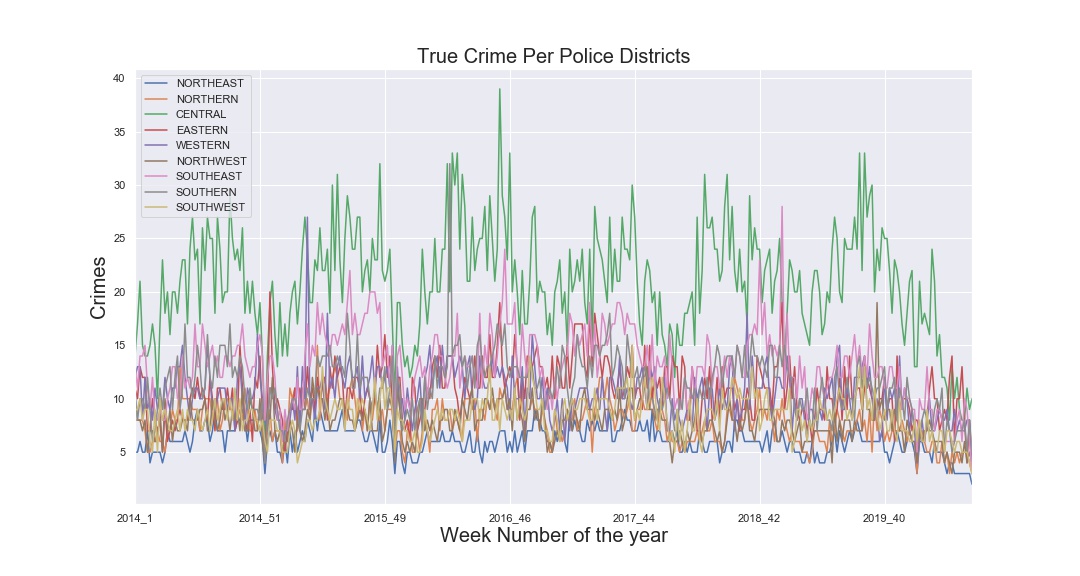 True Crime Per Police Districts
40
35
30
25
20
15
10
5
Crimes
NORTHEAST
NORTHERN
CENTRAL
EASTERN
WESTERN
NORTHWEST
SOUTHEAST
SOUTHERN
SOUTHWEST
2014_1 2014_51 2015_49 2016_46 2017_44 2018_42 2019_40
Week Number of the year